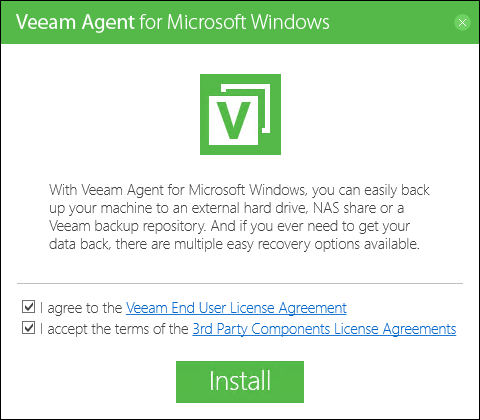 Veeam Agent for Microsoft Windows
V
With Veeam Agent for Microsoft Windows, you can easily back
up your machine to an external hard drive, NAS share or a
Veeam backup repository. And if you ever need to get your
data back, there are multiple easy recovery options available.
I agree to the Veeam End User License Agreement
I accept the terms of the 3rd Party Components License Agreements
Install